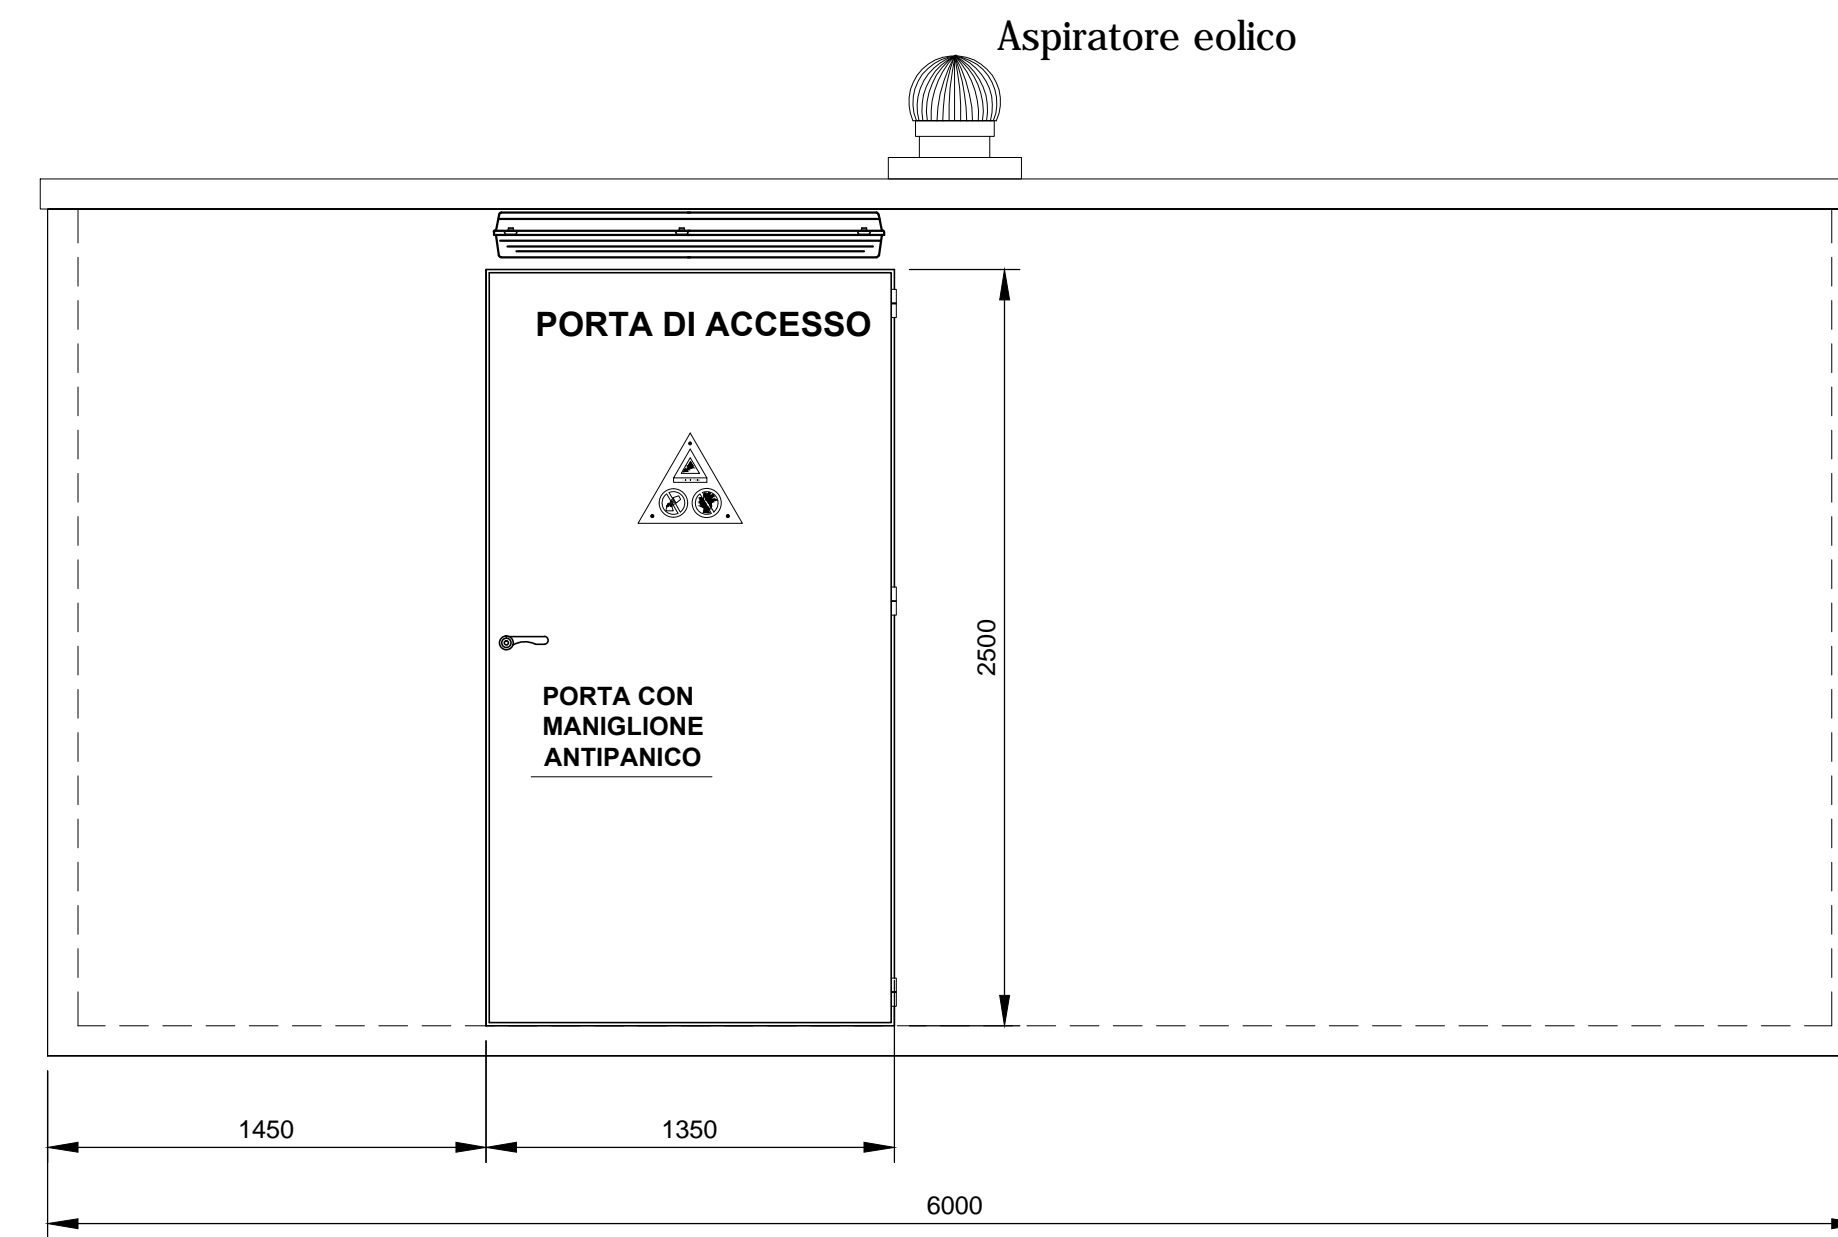 Aspiratore eolico
PORTA DI ACCESSO
2500
PORTA CON
MANIGLIONE
ANTIPANICO
1450
1350
6000